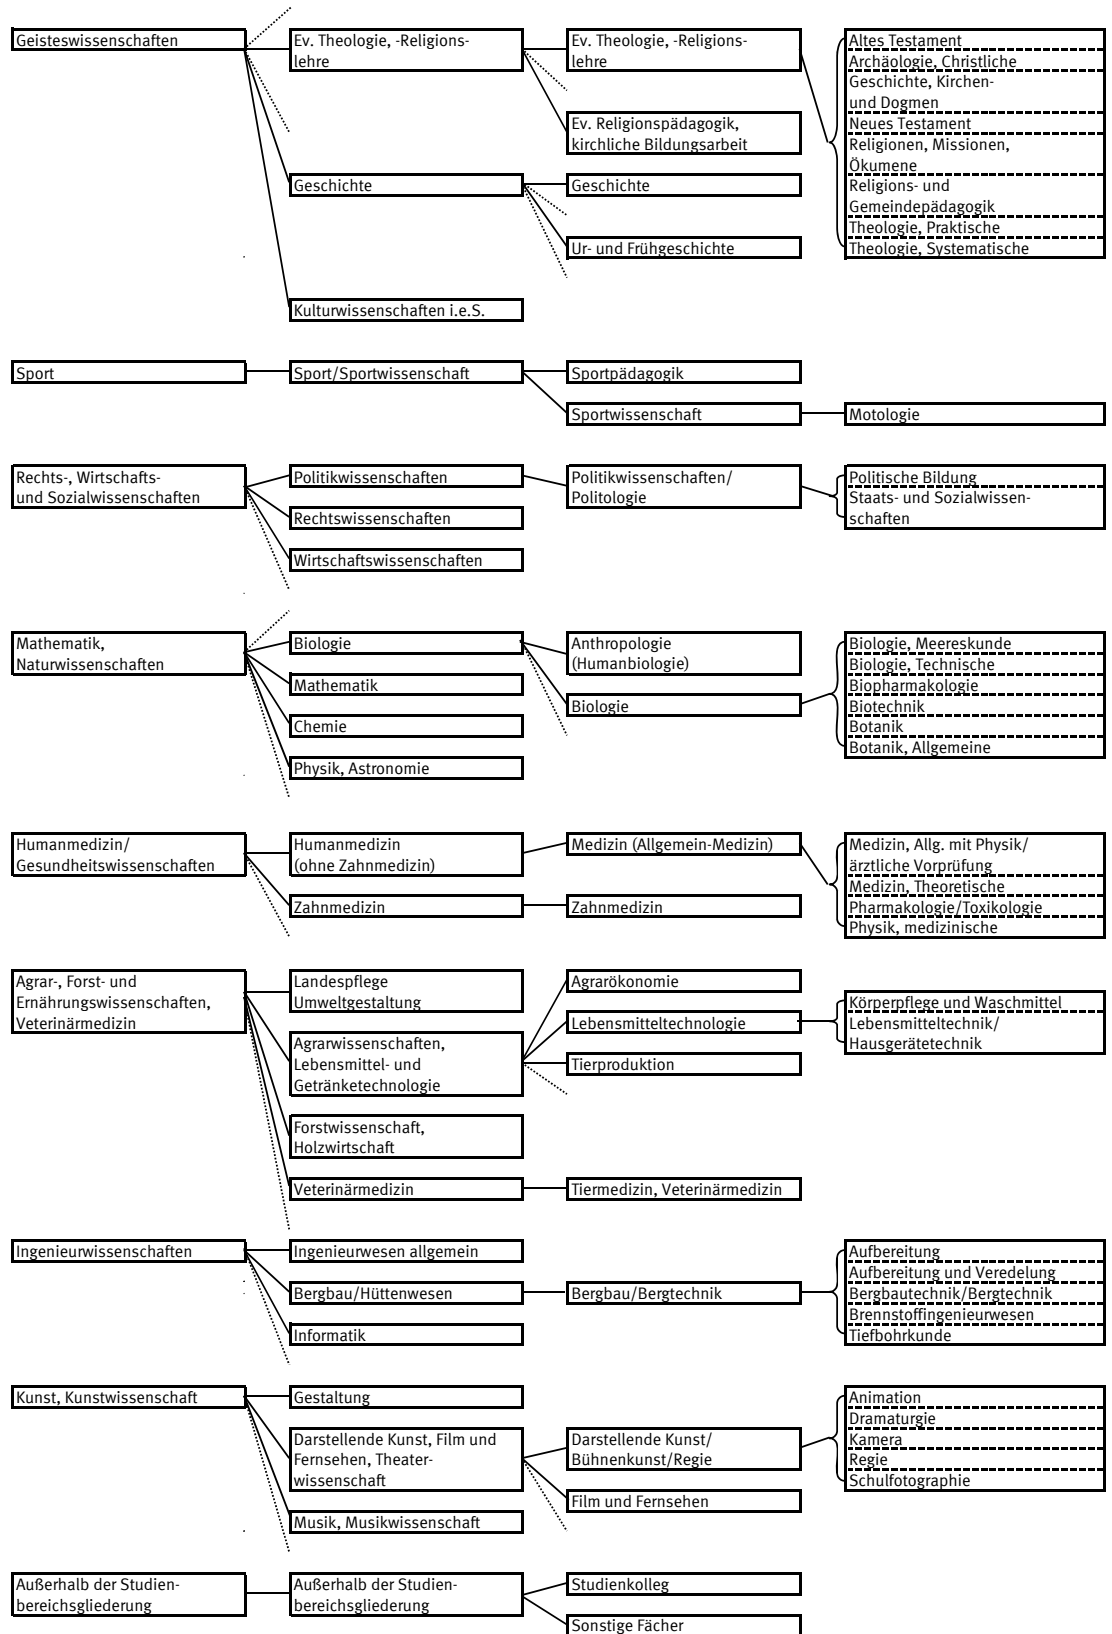 Geisteswissenschaften
Ev. Theologie, -Religions-
lehre
Ev. Theologie, -Religions-
lehre
Altes Testament
Archäologie, Christliche
Geschichte, Kirchen-
und Dogmen
Neues Testament
Religionen, Missionen,
Ökumene
Religions- und
Gemeindepädagogik
Theologie, Praktische
Theologie, Systematische
Ev. Religionspädagogik,
kirchliche Bildungsarbeit
Geschichte
Geschichte
Ur- und Frühgeschichte
Kulturwissenschaften i.e.S.
Sport
Sport/Sportwissenschaft
Sportpädagogik
Sportwissenschaft
Motologie
Rechts-, Wirtschafts-
und Sozialwissenschaften
Politikwissenschaften
Politikwissenschaften/
Politologie
Politische Bildung
Staats- und Sozialwissen-
schaften
Rechtswissenschaften
Wirtschaftswissenschaften
Mathematik,
Naturwissenschaften
Biologie
Anthropologie
(Humanbiologie)
Biologie, Meereskunde
Biologie, Technische
Biopharmakologie
Biotechnik
Botanik
Botanik, Allgemeine
Mathematik
Biologie
Chemie
Physik, Astronomie
Humanmedizin/
Gesundheitswissenschaften
Humanmedizin
(ohne Zahnmedizin)
Medizin (Allgemein-Medizin)
Medizin, Allg. mit Physik/
ärztliche Vorprüfung
Medizin, Theoretische
Pharmakologie/Toxikologie
Physik, medizinische
Zahnmedizin
Zahnmedizin
Agrar-, Forst- und
Ernährungswissenschaften,
Veterinärmedizin
Landespflege
Umweltgestaltung
Agrarökonomie
Lebensmitteltechnologie
Körperpflege und Waschmittel
Lebensmitteltechnik/
Hausgerätetechnik
Agrarwissenschaften,
Lebensmittel- und
Getränketechnologie
Tierproduktion
Forstwissenschaft,
Holzwirtschaft
Veterinärmedizin
Tiermedizin, Veterinärmedizin
Ingenieurwissenschaften
Ingenieurwesen allgemein
Bergbau/Hüttenwesen
Bergbau/Bergtechnik
Aufbereitung
Aufbereitung und Veredelung
Bergbautechnik/Bergtechnik
Brennstoffingenieurwesen
Tiefbohrkunde
Informatik
Kunst, Kunstwissenschaft
Gestaltung
Darstellende Kunst, Film und
Fernsehen, Theater-
wissenschaft
Darstellende Kunst/
Bühnenkunst/Regie
Animation
Dramaturgie
Kamera
Regie
Schulfotographie
Film und Fernsehen
Musik, Musikwissenschaft
Außerhalb der Studien-
bereichsgliederung
Außerhalb der Studien-
bereichsgliederung
Studienkolleg
Sonstige Fächer